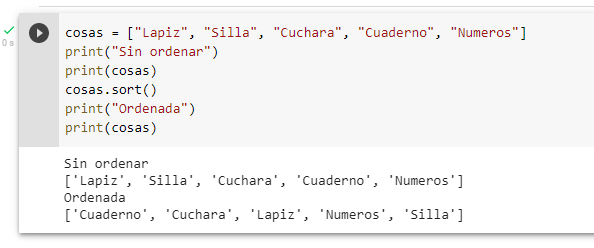 cosas = ["Lapiz", "Silla", "Cuchara", "Cuaderno", "Numeros"]
print("Sin ordenar")
print(cosas)
cosas.sort()
print("Ordenada")
print(cosas)
0 s
Sin ordenar
['Lapiz', 'Silla', 'Cuchara', 'Cuaderno', 'Numeros']
Ordenada
['Cuaderno', 'Cuchara', 'Lapiz', 'Numeros', 'Silla']